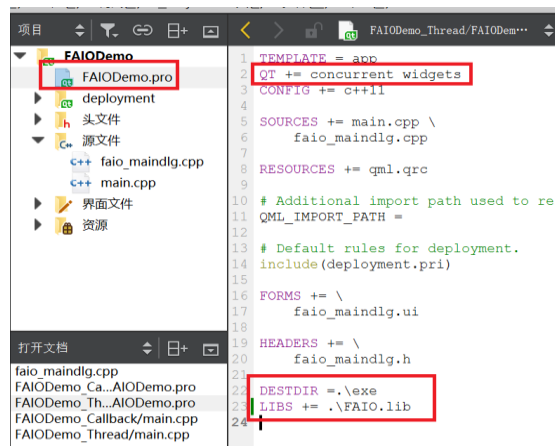 项目
FAIODemo_Thread/FAIODem…
FAIODemo
FAIODemo.pro
deployment
头文件
源文件
faio_maindlg.cpp
main.cpp
界面文件
资源
打开文档
faio_maindlg.cpp
FAIODemo_Ca...AIODemo.pro
FAIODemo_Th...AIODemo.pro
FAIODemo_Callback/main.cpp
FAIODemo_Thread/main.cpp
1 TEMPLATE = app
2 QT += concurrent widgets
3 CONFIG += c++11
4
5 SOURCES += main.cpp \
6 faio_maindlg.cpp
7
8 RESOURCES += qml.qrc
9
10 # Additional import path used to re
11 QML_IMPORT_PATH =
12
13 # Default rules for deployment.
14 include(deployment.pri)
15
16 FORMS += \
17 faio_maindlg.ui
18
19 HEADERS += \
20 faio_maindlg.h
21
22 DESTDIR =.\exe
23 LIBS += .\FAIO.lib
24